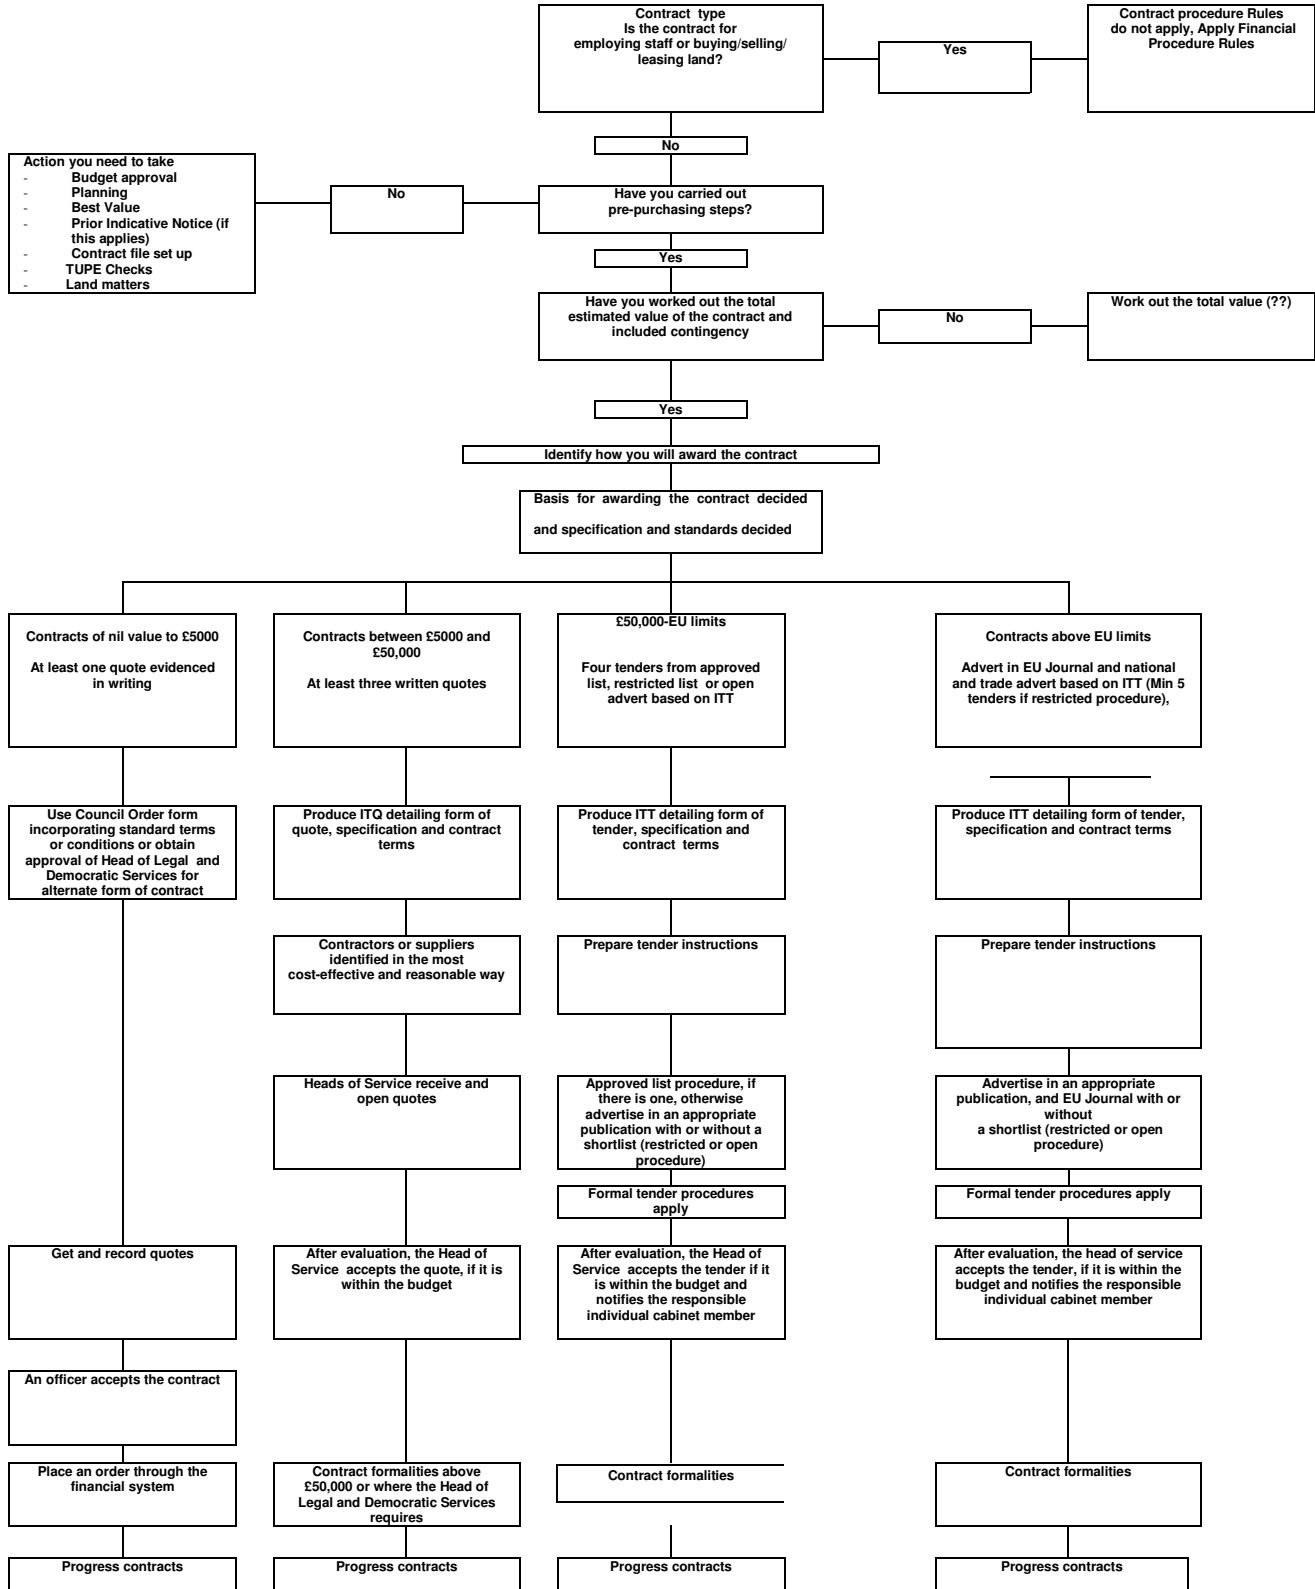 Contract type
Is the contract for
employing staff or buying/selling/
leasing land?
Yes
Contract procedure Rules
do not apply, Apply Financial
Procedure Rules
No
Action you need to take
- Budget approval
- Planning
- Best Value
- Prior Indicative Notice (if
this applies)
- Contract file set up
- TUPE Checks
- Land matters
No
Have you carried out
pre-purchasing steps?
Yes
Have you worked out the total
estimated value of the contract and
included contingency
No
Work out the total value (??)
Yes
Identify how you will award the contract
Basis for awarding the contract decided
and specification and standards decided
Contracts of nil value to £5000
At least one quote evidenced
in writing
Contracts between £5000 and
£50,000
At least three written quotes
£50,000-EU limits
Four tenders from approved
list, restricted list or open
advert based on ITT
Contracts above EU limits
Advert in EU Journal and national
and trade advert based on ITT (Min 5
tenders if restricted procedure),
Use Council Order form
incorporating standard terms
or conditions or obtain
approval of Head of Legal and
Democratic Services for
alternate form of contract
Produce ITQ detailing form of
quote, specification and contract
terms
Produce ITT detailing form of
tender, specification and
contract terms
Produce ITT detailing form of tender,
specification and contract terms
Contractors or suppliers
identified in the most
cost-effective and reasonable way
Prepare tender instructions
Prepare tender instructions
Heads of Service receive and
open quotes
Approved list procedure, if
there is one, otherwise
advertise in an appropriate
publication with or without a
shortlist (restricted or open
procedure)
Advertise in an appropriate
publication, and EU Journal with or
without
a shortlist (restricted or open
procedure)
Formal tender procedures
apply
Formal tender procedures apply
Get and record quotes
After evaluation, the Head of
Service accepts the quote, if it is
within the budget
After evaluation, the Head of
Service accepts the tender if it
is within the budget and
notifies the responsible
individual cabinet member
After evaluation, the head of service
accepts the tender, if it is within the
budget and notifies the responsible
individual cabinet member
An officer accepts the contract
Place an order through the
financial system
Contract formalities above
£50,000 or where the Head of
Legal and Democratic Services
requires
Contract formalities
Contract formalities
Progress contracts
Progress contracts
Progress contracts
Progress contracts